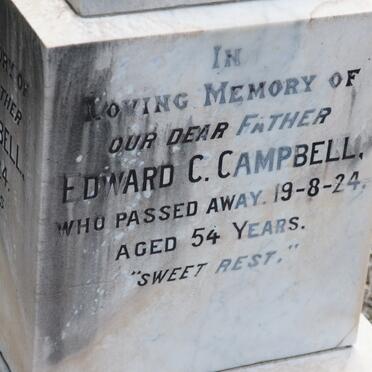 IN
LOVING MEMORY OF
OUR DEAR FATHER
EDWARD C. CAMPBELL,
WHO PASSED AWAY. 19-8-24.
AGED 54 YEARS.
"SWEET REST."